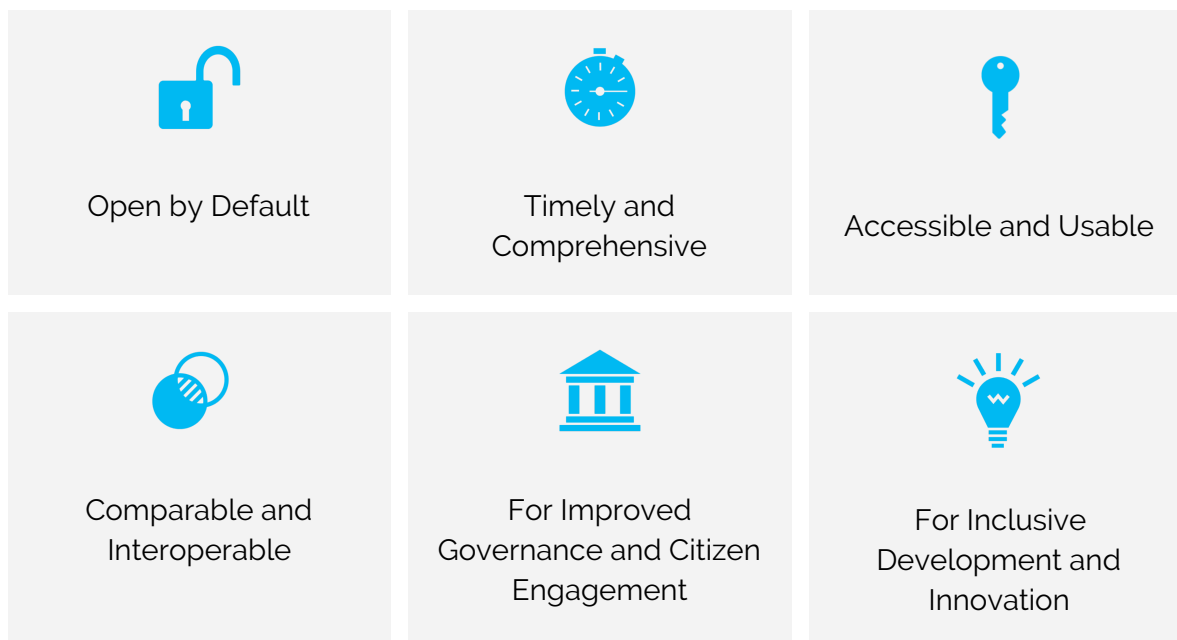 Open by Default
Timely and
Comprehensive
Accessible and Usable
Comparable and
Interoperable
For Improved
Governance and Citizen
Engagement
For Inclusive
Development and
Innovation